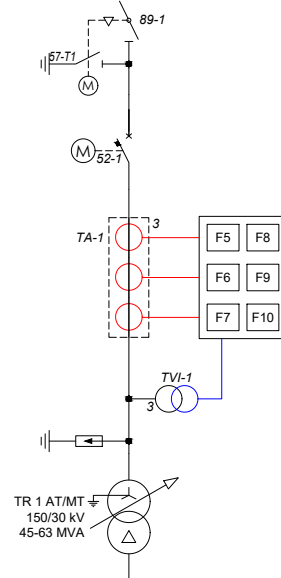 89-1
57-T1
M
M
52-1
TA-1
3
F5
F8
F6
F9
F7
F10
TVI-1
3
TR 1 AT/MT
150/30 kV
45-63 MVA